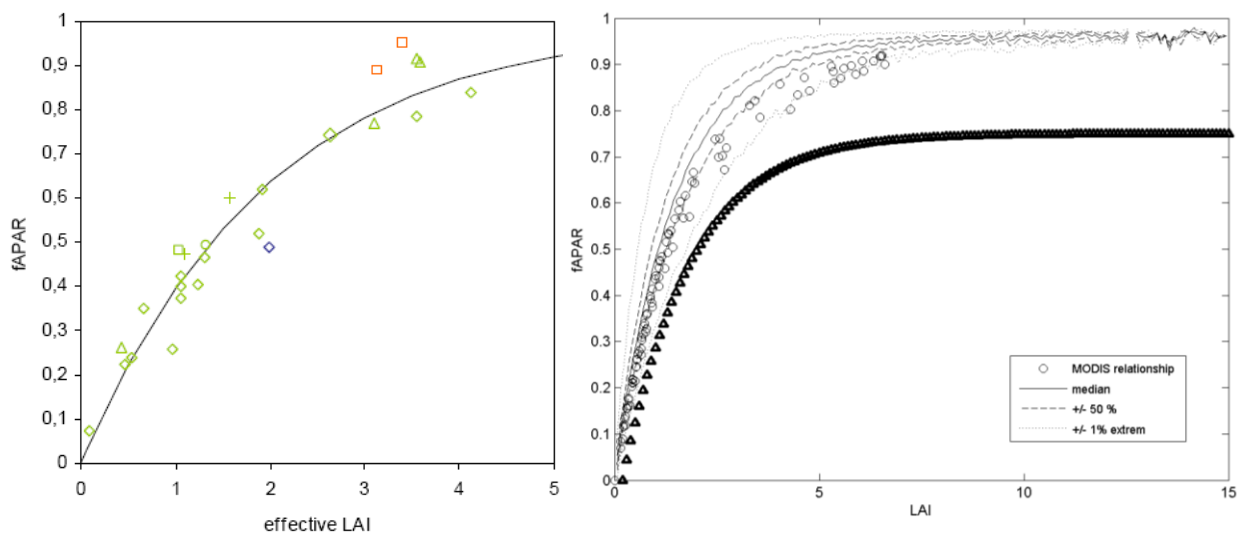 1
0,9
0,8
0,7
0,6
0,5
0,4
0,3
0,2
0,1
0
fAPAR
0 1 2 3 4 5
effective LAI
1
0.9
0.8
0.7
0.6
0.5
0.4
0.3
0.2
0.1
0
fAPAR
MODIS relationship
median
+/- 50 %
+/- 1% extrem
0 5 10 15
LAI